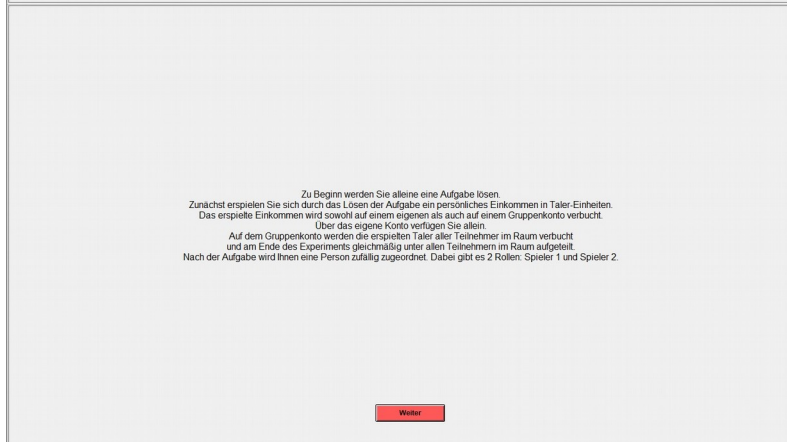 Zu Beginn werden Sie alleine eine Aufgabe lösen.
Zunächst erspielen Sie sich durch das Lösen der Aufgabe ein persönliches Einkommen in Taler-Einheiten.
Das erspielte Einkommen wird sowohl auf einem eigenen als auch auf einem Gruppenkonto verbucht.
Über das eigene Konto verfügen Sie allein.
Auf dem Gruppenkonto werden die erspielten Taler aller Teilnehmer im Raum verbucht
und am Ende des Experiments gleichmäßig unter allen Teilnehmern im Raum aufgeteilt.
Nach der Aufgabe wird Ihnen eine Person zufällig zugeordnet. Dabei gibt es 2 Rollen: Spieler 1 und Spieler 2.
Weiter